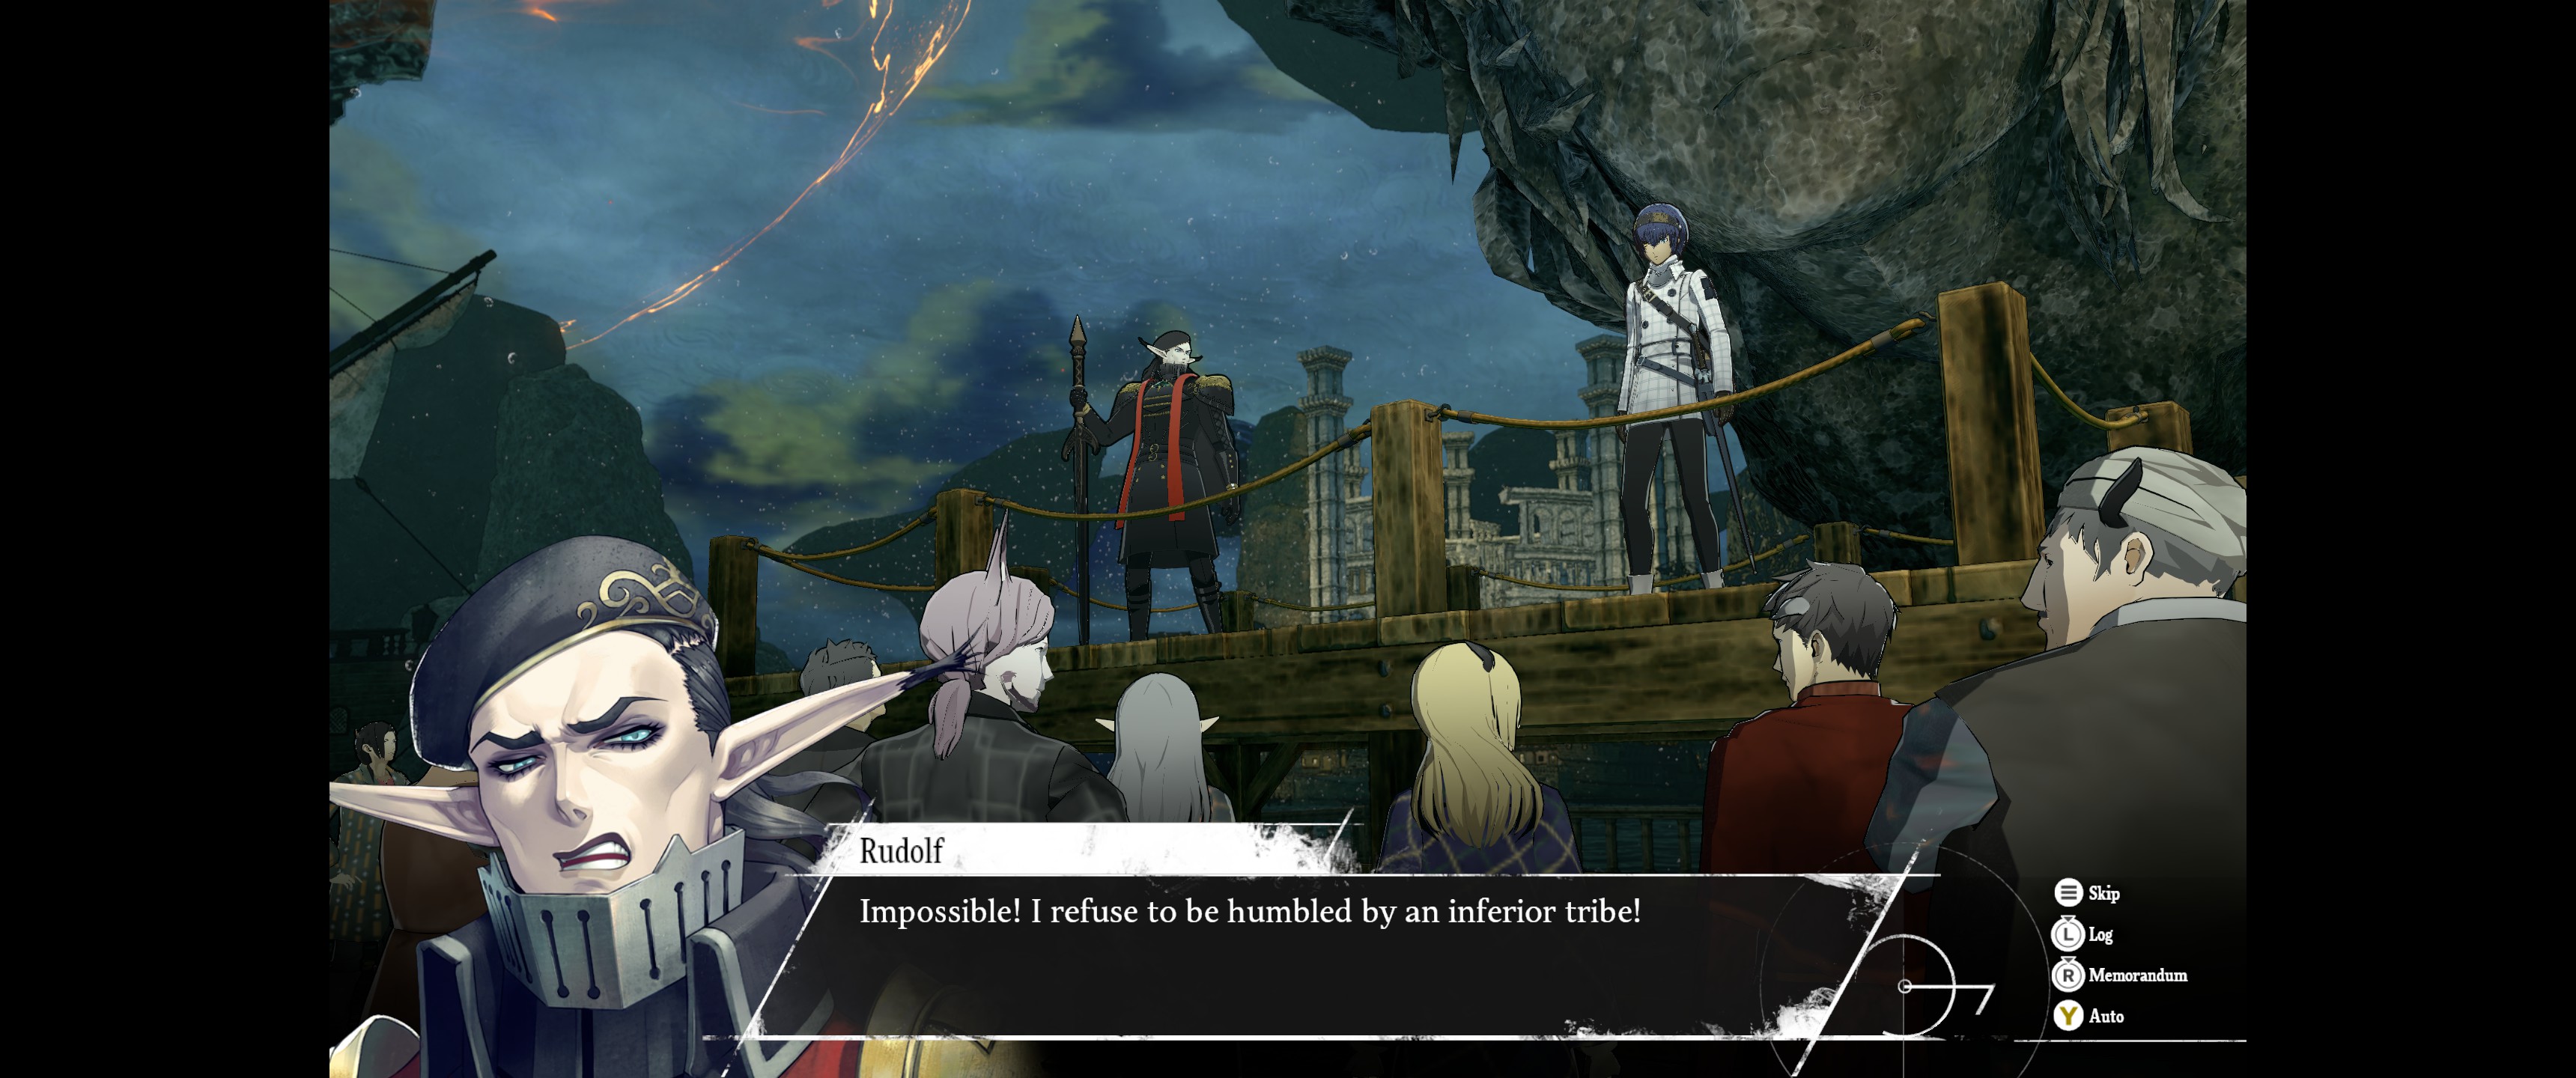 Rudolf
Impossible! I refuse to be humbled by an inferior tribe!
Skip
L Log
R Memorandum
Y Auto